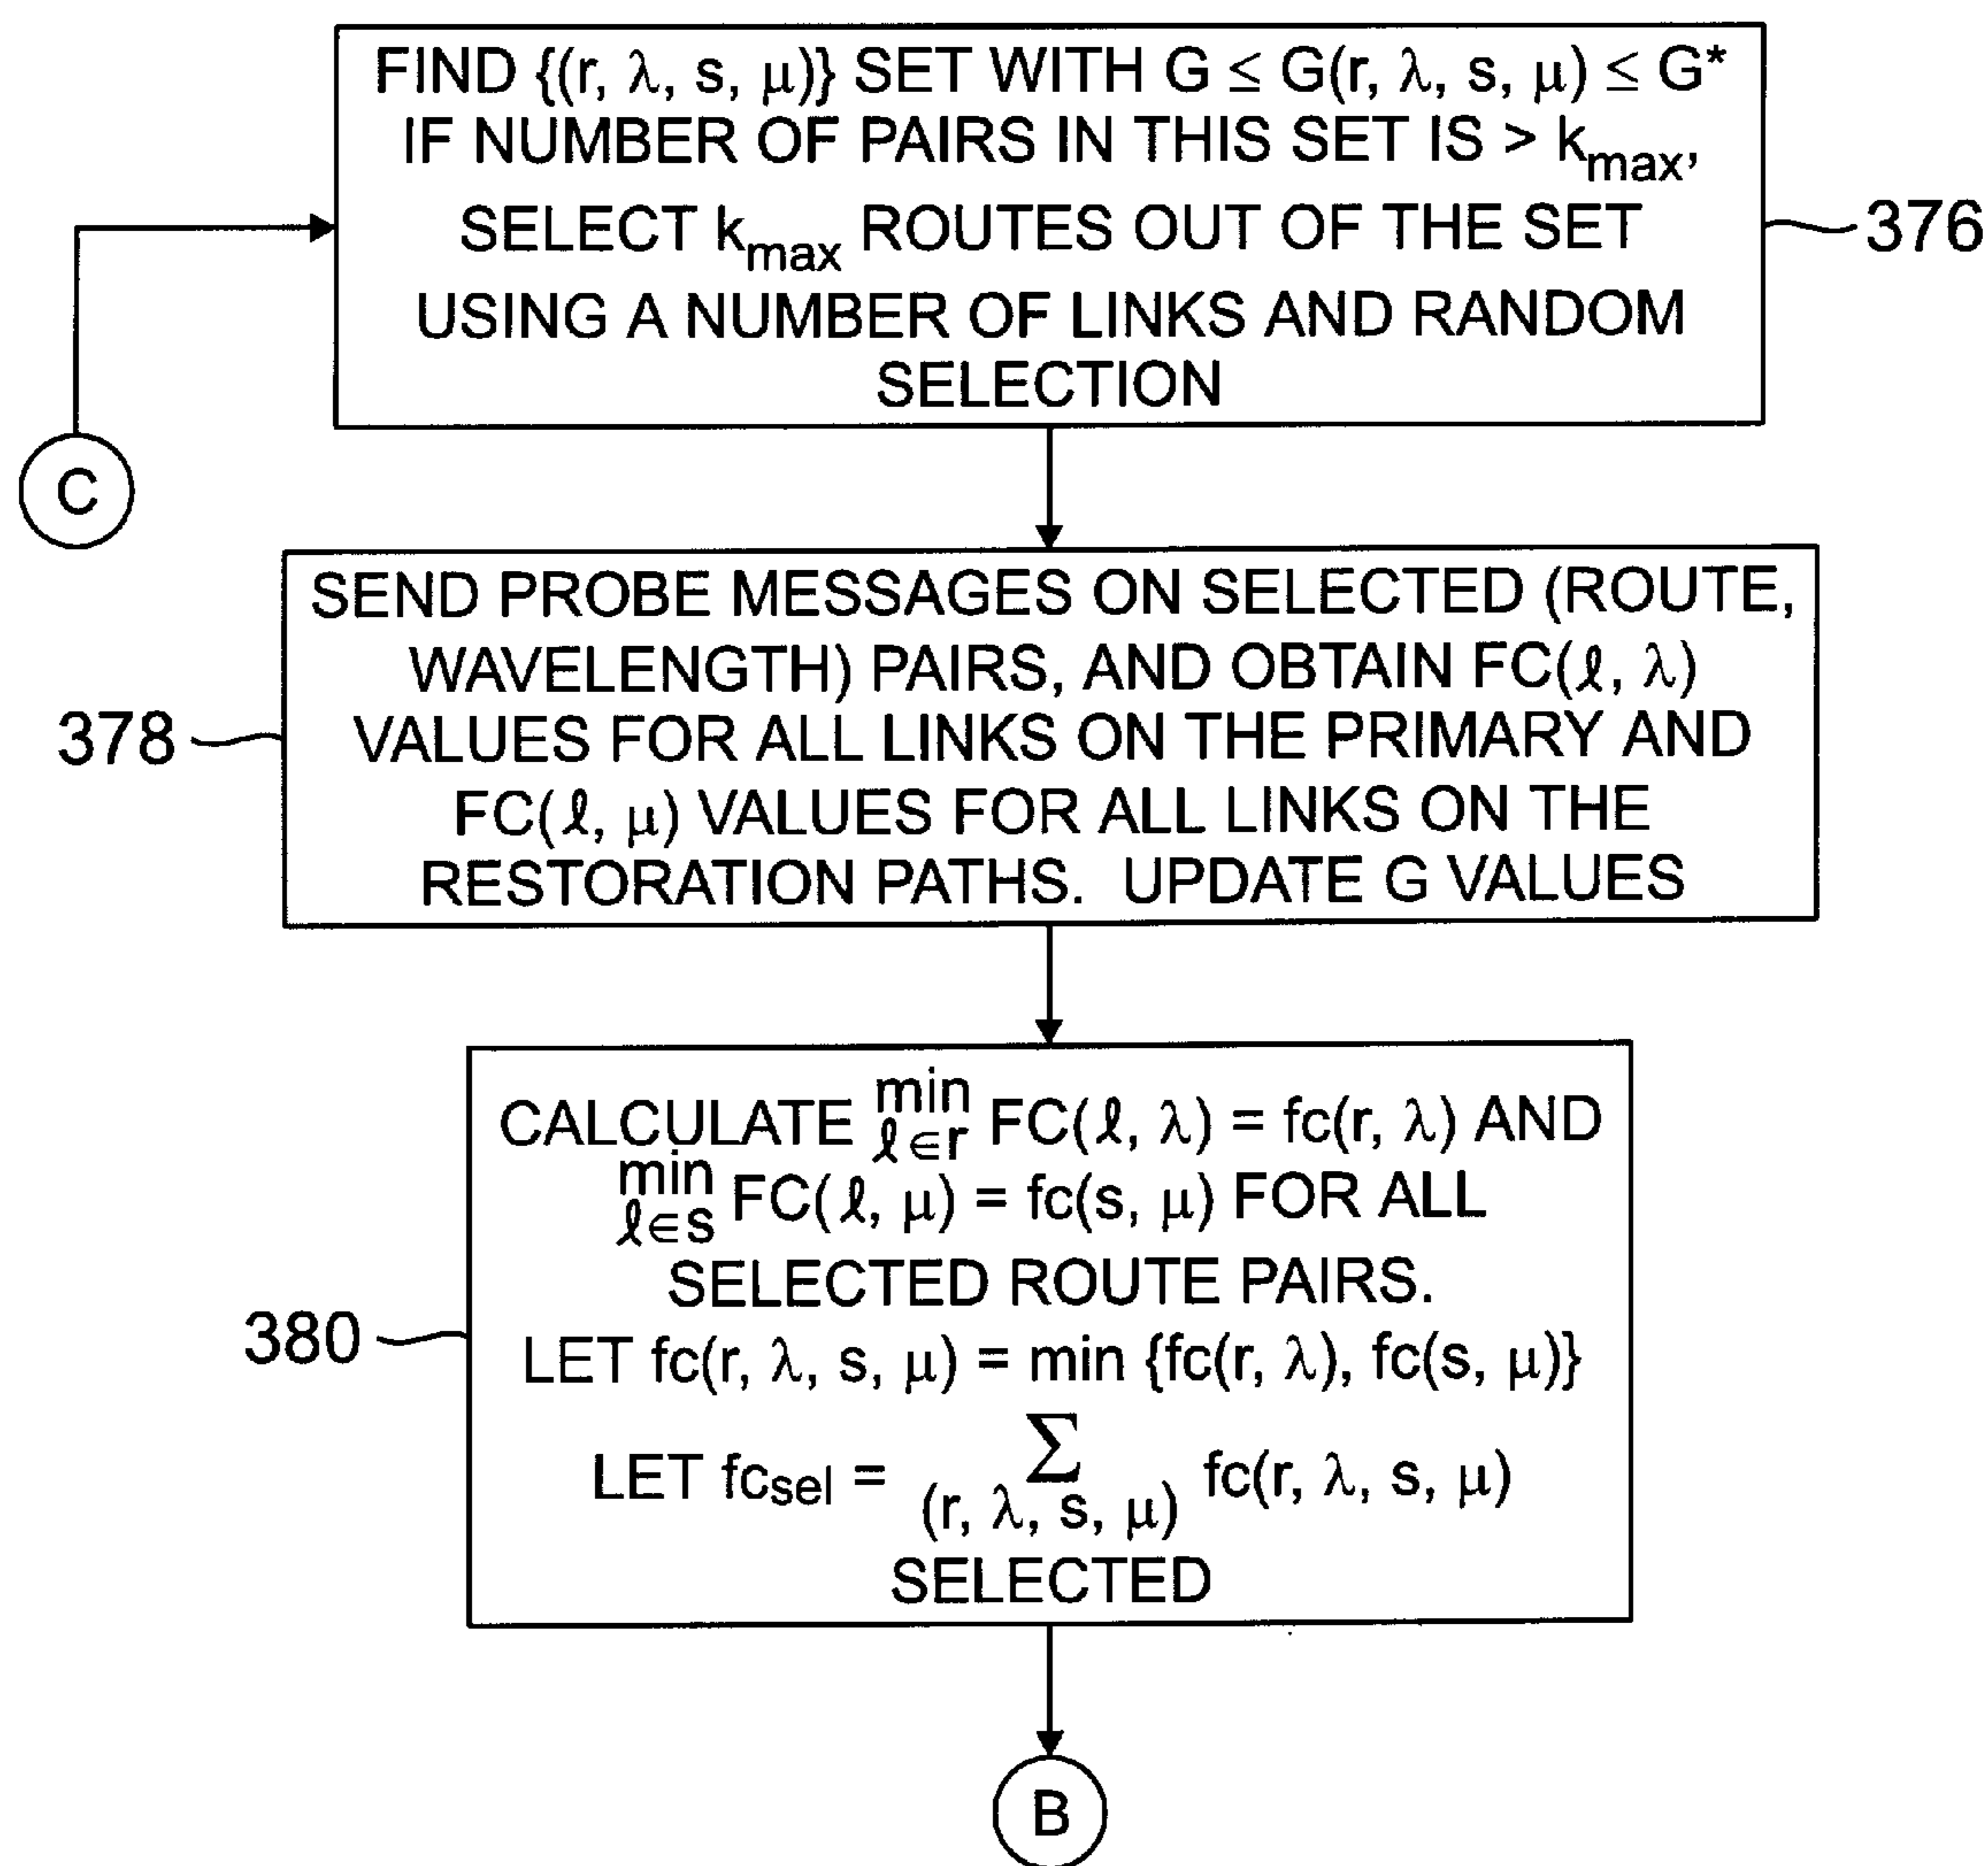 FIND {(r, λ, s, μ)} SET WITH G ≤ G(r, λ, s, μ) ≤ G*
IF NUMBER OF PAIRS IN THIS SET IS > kmax,
SELECT kmax ROUTES OUT OF THE SET
USING A NUMBER OF LINKS AND RANDOM
SELECTION
376
C
SEND PROBE MESSAGES ON SELECTED (ROUTE,
WAVELENGTH) PAIRS, AND OBTAIN FC(ℓ, λ)
VALUES FOR ALL LINKS ON THE PRIMARY AND
FC(ℓ, μ) VALUES FOR ALL LINKS ON THE
RESTORATION PATHS. UPDATE G VALUES
378
CALCULATE min ℓ∈r FC(ℓ, λ) = fc(r, λ) AND
min ℓ∈s FC(ℓ, μ) = fc(s, μ) FOR ALL
SELECTED ROUTE PAIRS.
LET fc(r, λ, s, μ) = min {fc(r, λ), fc(s, μ)}
LET fcsel = Σ (r, λ, s, μ) fc(r, λ, s, μ)
SELECTED
380
B